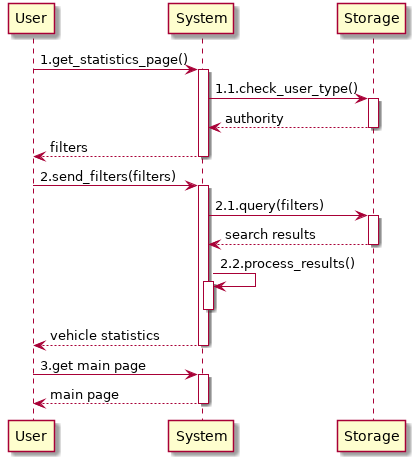 User
System
Storage
1.get_statistics_page()
1.1.check_user_type()
authority
filters
2.send_filters(filters)
2.1.query(filters)
search results
2.2.process_results()
vehicle statistics
3.get main page
main page
User
System
Storage